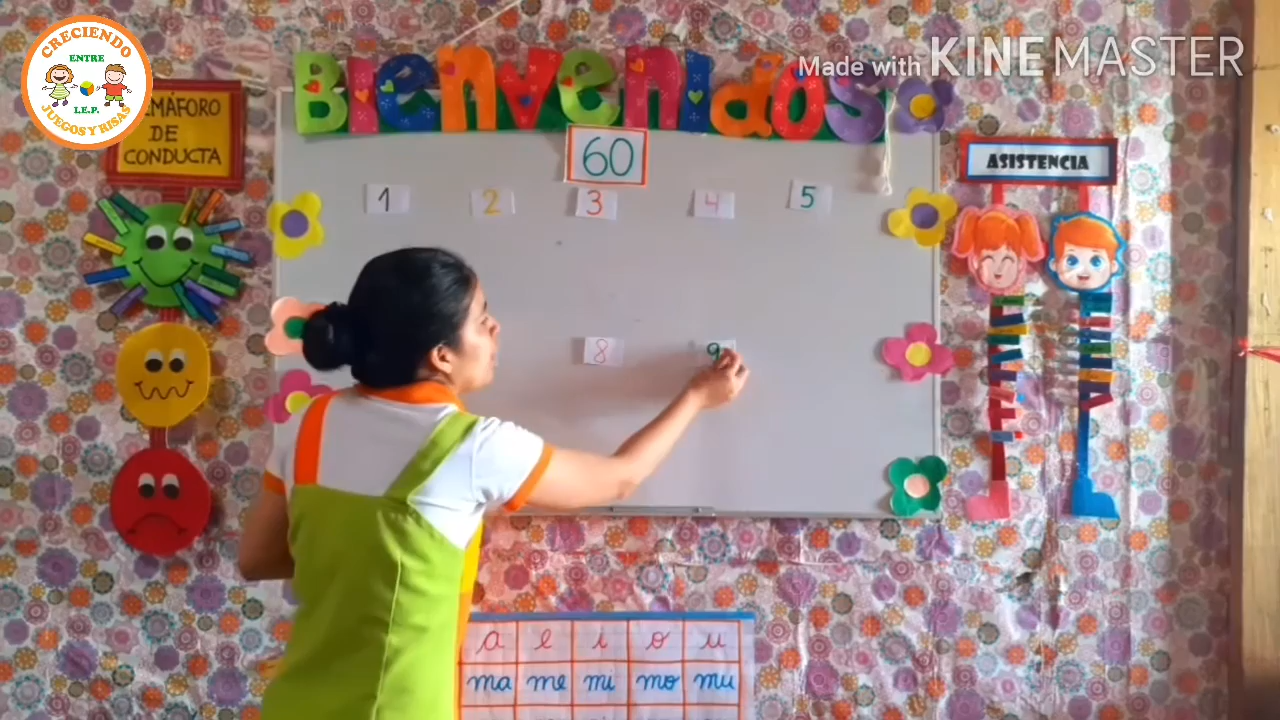 CRECIENDO
ENTRE
I.E.P.
JUEGOS Y RISAS
Made with KINEMASTER
Bienvenidos
SEMÁFORO
DE
CONDUCTA
60
ASISTENCIA
1 2 3 4 5
8 9
a e i o u
ma me mi mo mu